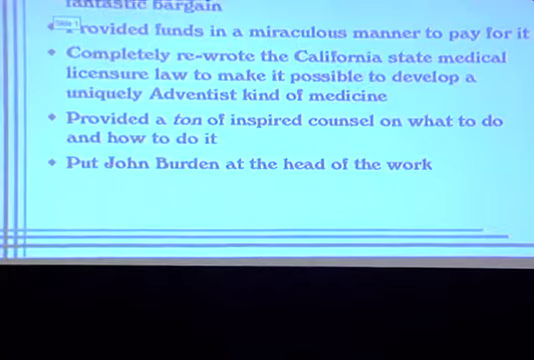 fantastic bargain
Slide 1
Provided funds in a miraculous manner to pay for it
Completely re-wrote the California state medical
licensure law to make it possible to develop a
uniquely Adventist kind of medicine
Provided a ton of inspired counsel on what to do
and how to do it
Put John Burden at the head of the work